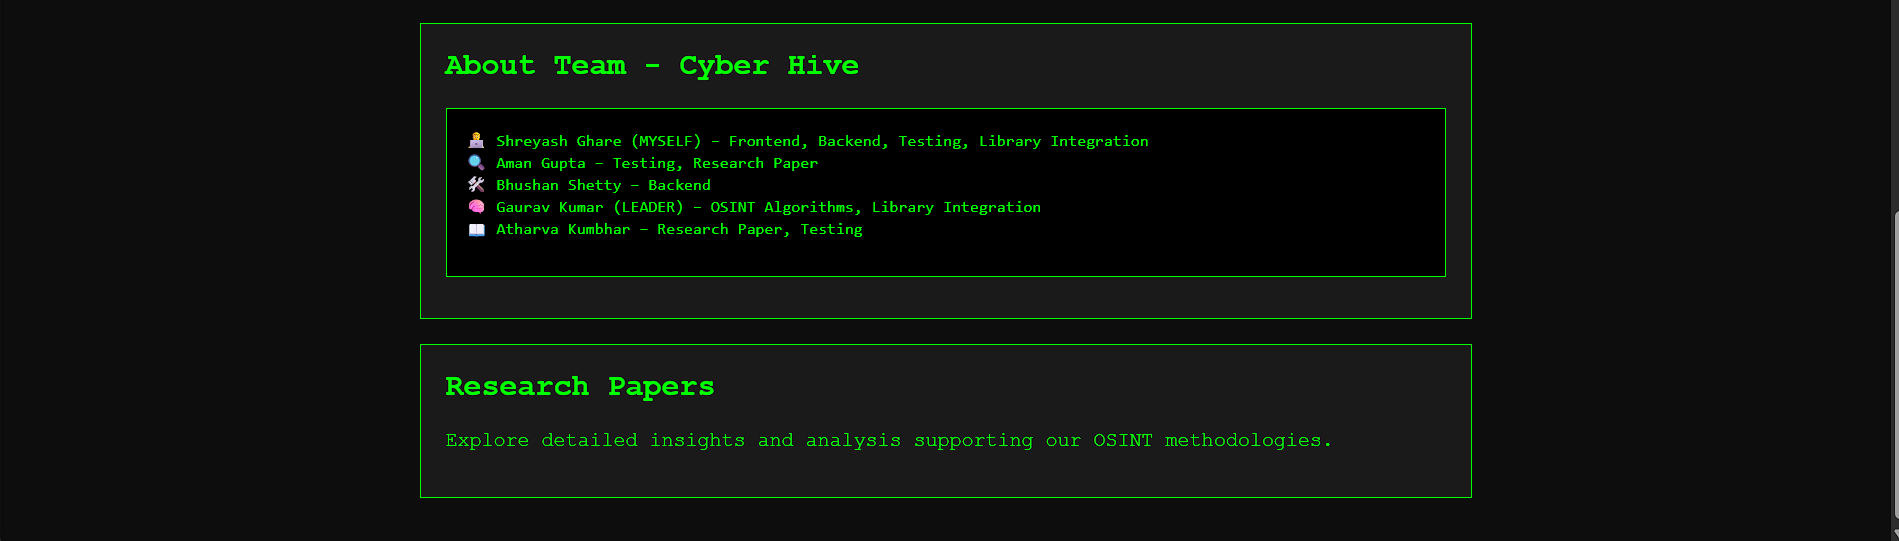 About Team - Cyber Hive
👩‍💻 Shreyash Ghare (MYSELF) – Frontend, Backend, Testing, Library Integration
🔍 Aman Gupta – Testing, Research Paper
🛠️ Bhushan Shetty – Backend
🧠 Gaurav Kumar (LEADER) – OSINT Algorithms, Library Integration
📖 Atharva Kumbhar – Research Paper, Testing
Research Papers
Explore detailed insights and analysis supporting our OSINT methodologies.